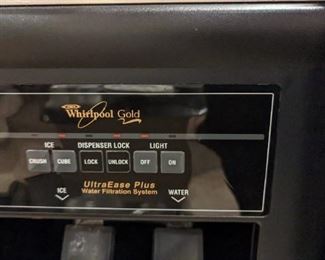 Whirlpool Gold
ICE DISPENSER LOCK LIGHT
CRUSH CUBE LOCK UNLOCK OFF ON
UltraEase Plus
Water Filtration System
ICE WATER